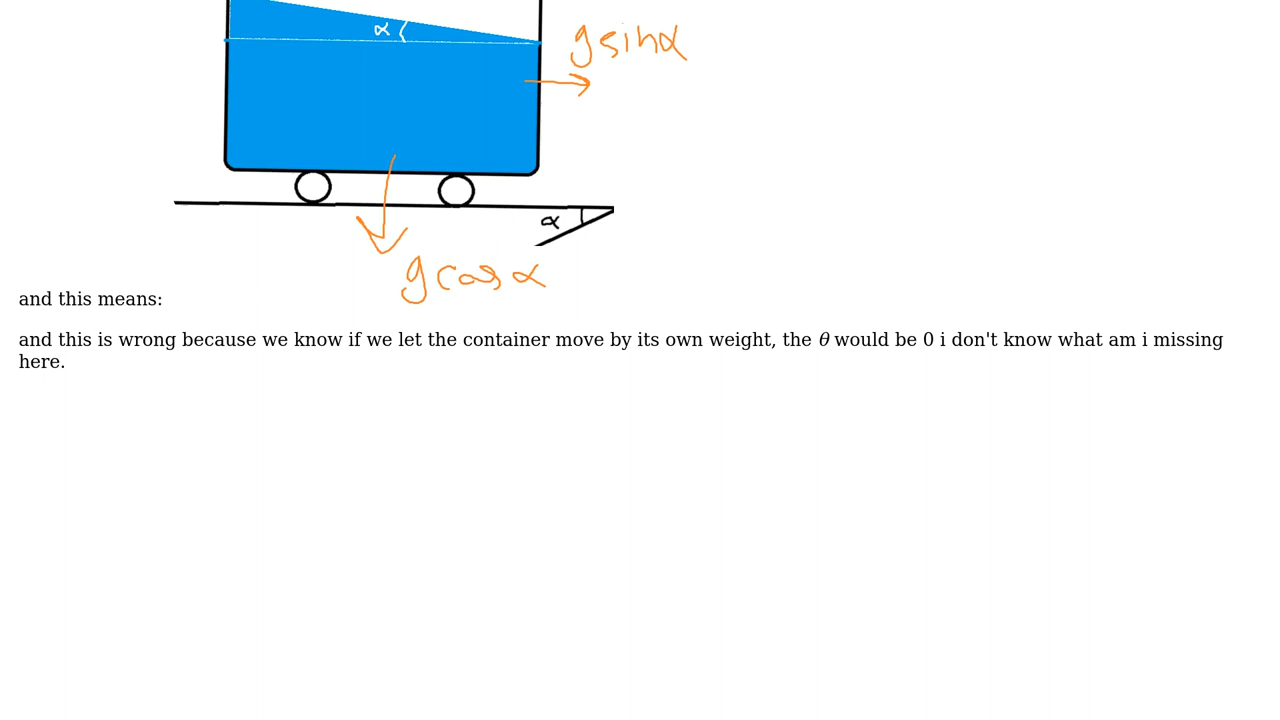 α
g sinα
α
g cos α
and this means:
and this is wrong because we know if we let the container move by its own weight, the θ would be 0 i don't know what am i missing
here.